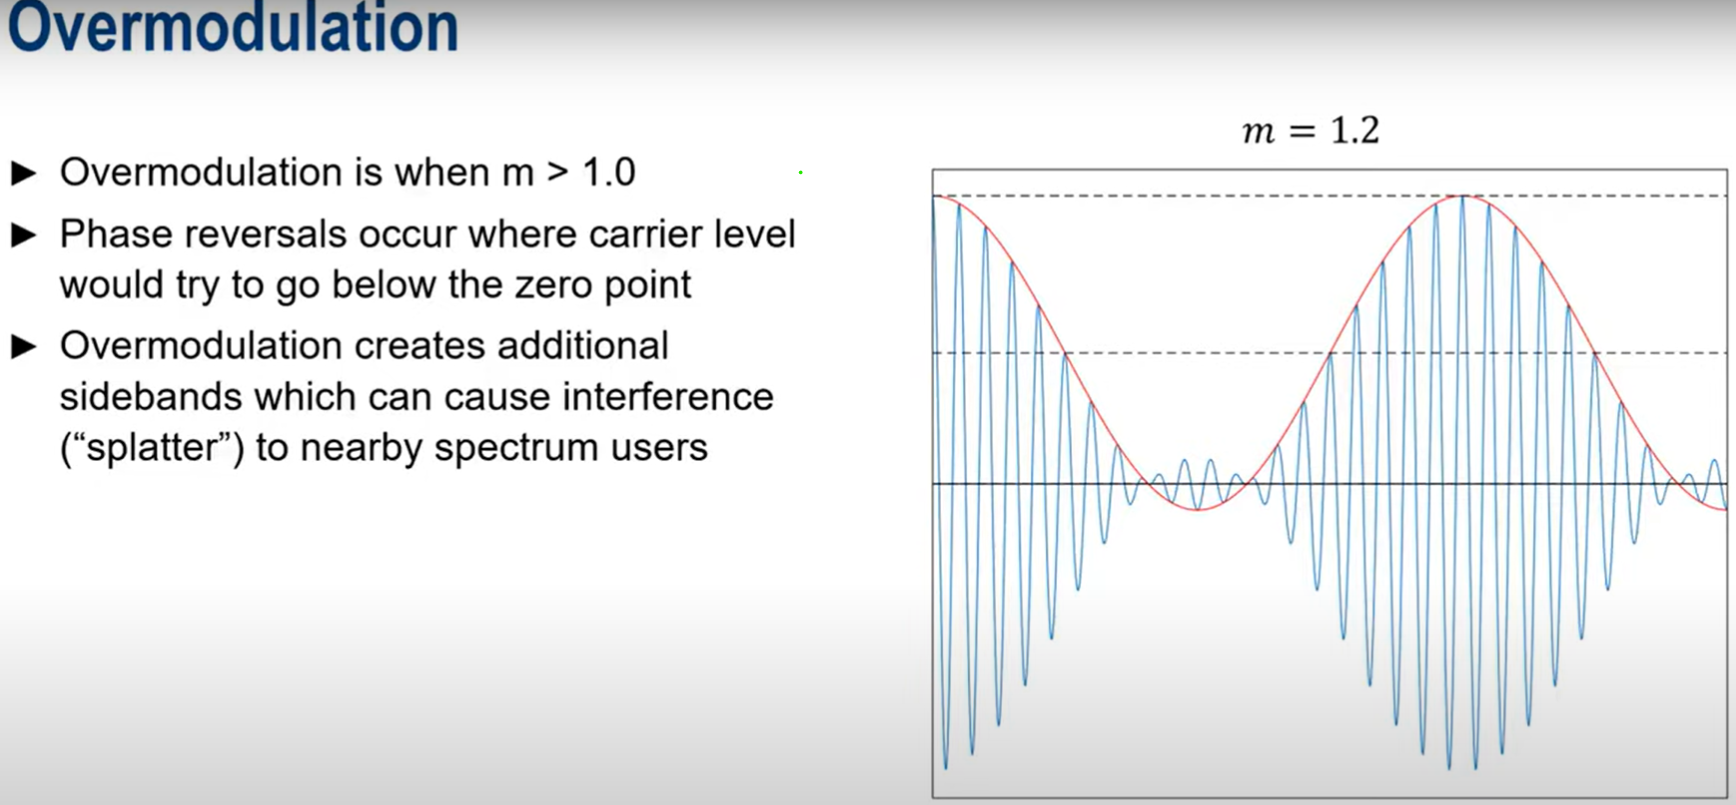 Overmodulation
m = 1.2
► Overmodulation is when m > 1.0
► Phase reversals occur where carrier level
would try to go below the zero point
► Overmodulation creates additional
sidebands which can cause interference
(“splatter”) to nearby spectrum users